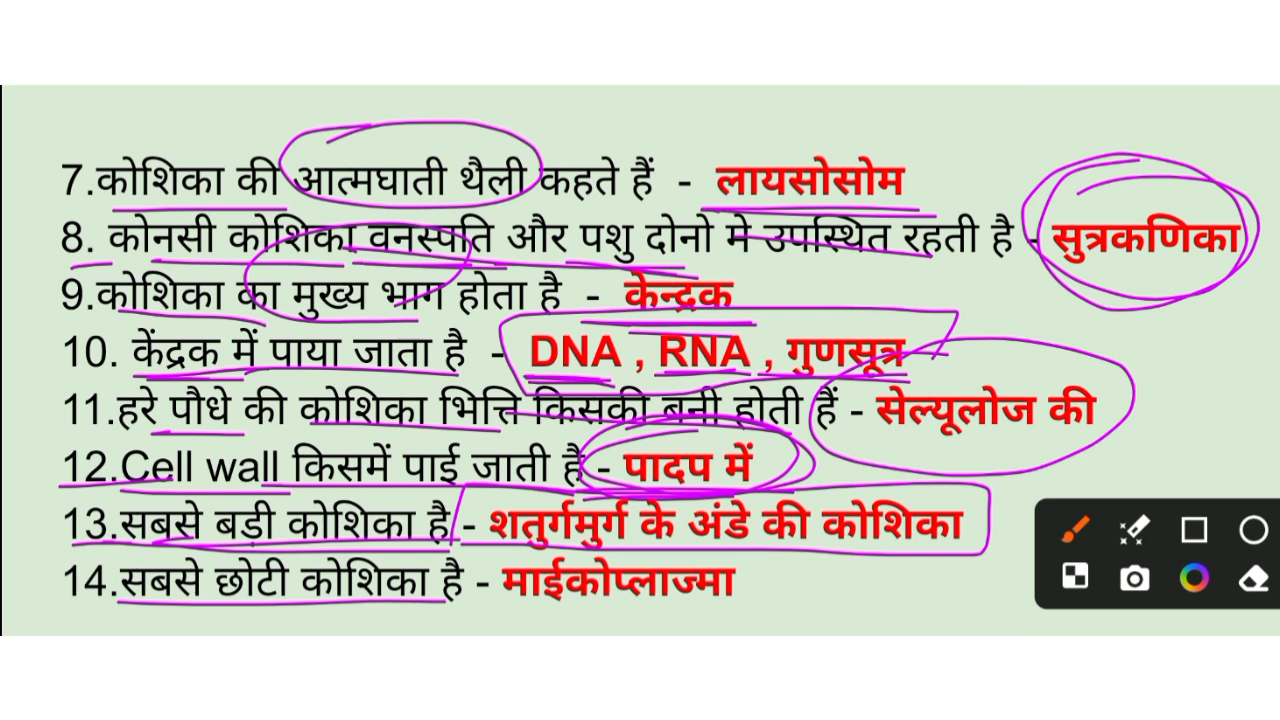 7.कोशिका की आत्मघाती थैली कहते हैं - लायसोसोम
8. कोनसी कोशिका वनस्पति और पशु दोनो मे उपस्थित रहती है - सुत्रकणिका
9.कोशिका का मुख्य भाग होता है - केन्द्रक
10. केंद्रक में पाया जाता है - DNA , RNA , गुणसूत्र
11.हरे पौधे की कोशिका भित्ति किसकी बनी होती हैं - सेल्यूलोज की
12.Cell wall किसमें पाई जाती है - पादप में
13.सबसे बड़ी कोशिका है - शतुर्गमुर्ग के अंडे की कोशिका
14.सबसे छोटी कोशिका है - माईकोप्लाज्मा